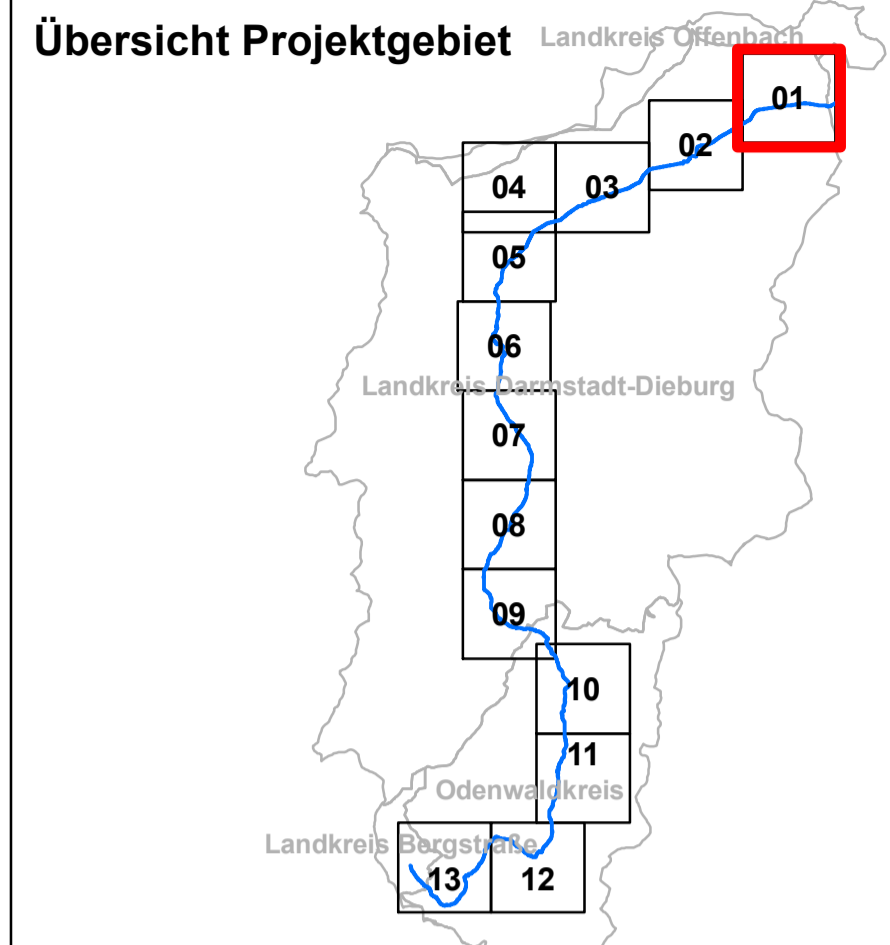 Übersicht Projektgebiet
Landkreis Offenbach
01
02
03
04
05
06
Landkreis Darmstadt-Dieburg
07
08
09
10
11
Odenwaldkreis
Landkreis Bergstraße
13
12